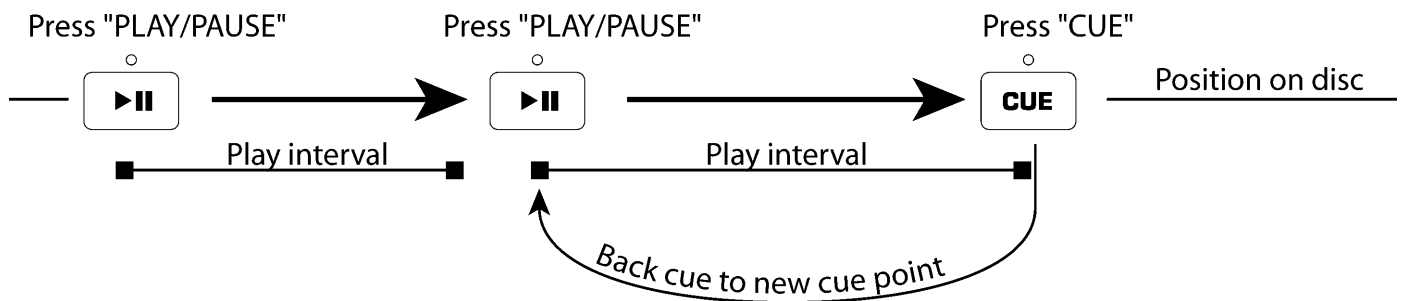 Press "PLAY/PAUSE"
Press "PLAY/PAUSE"
Press "CUE"
CUE
Position on disc
Play interval
Play interval
Back cue to new cue point